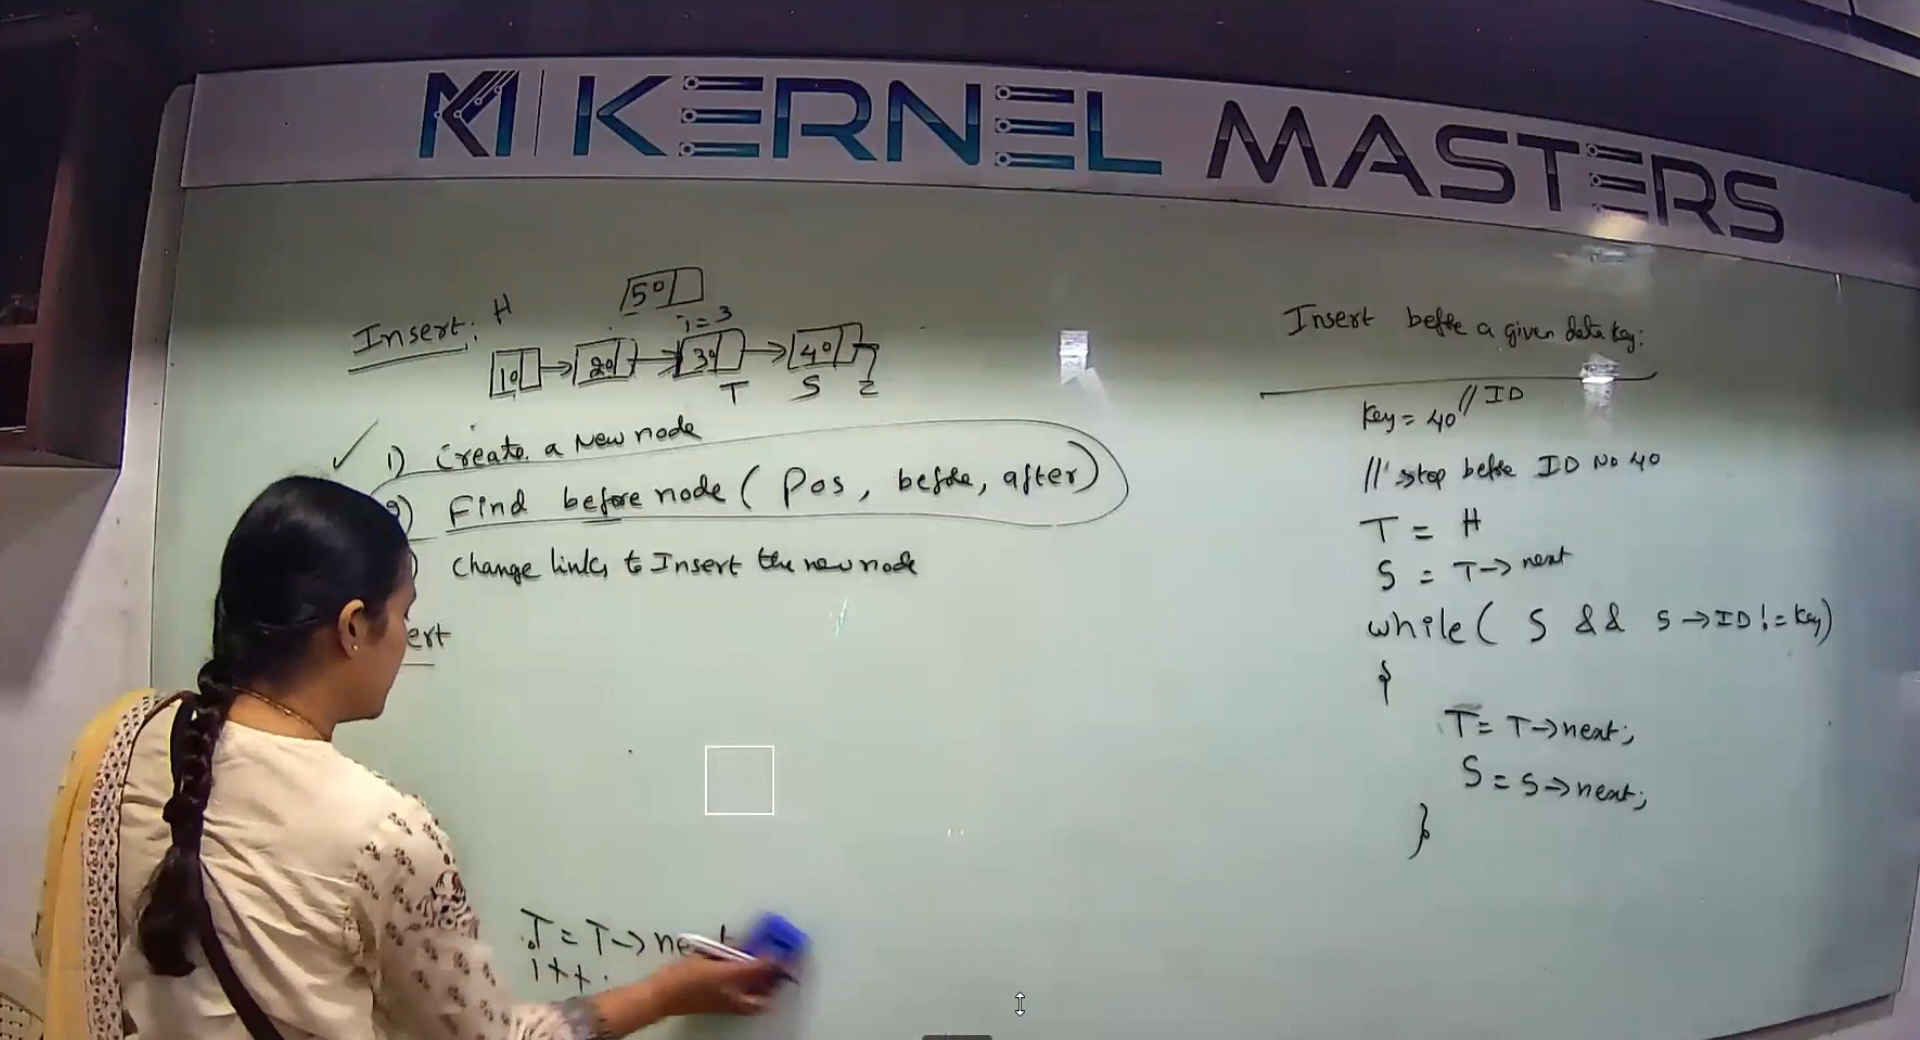 KM KERNEL MASTERS
Insert: H
50
i=3
10 20 30 40
T S Z
1) Create a New node
2) Find before node ( Pos, before, after)
) Change links to Insert the new node
ert
T = T→ next
i++;
Insert before a given data key:
Key = 40 // ID
// stop before ID No 40
T = H
S = T→ next
while( S && S→ID != Key)
{
T = T→next;
S = S→next;
}